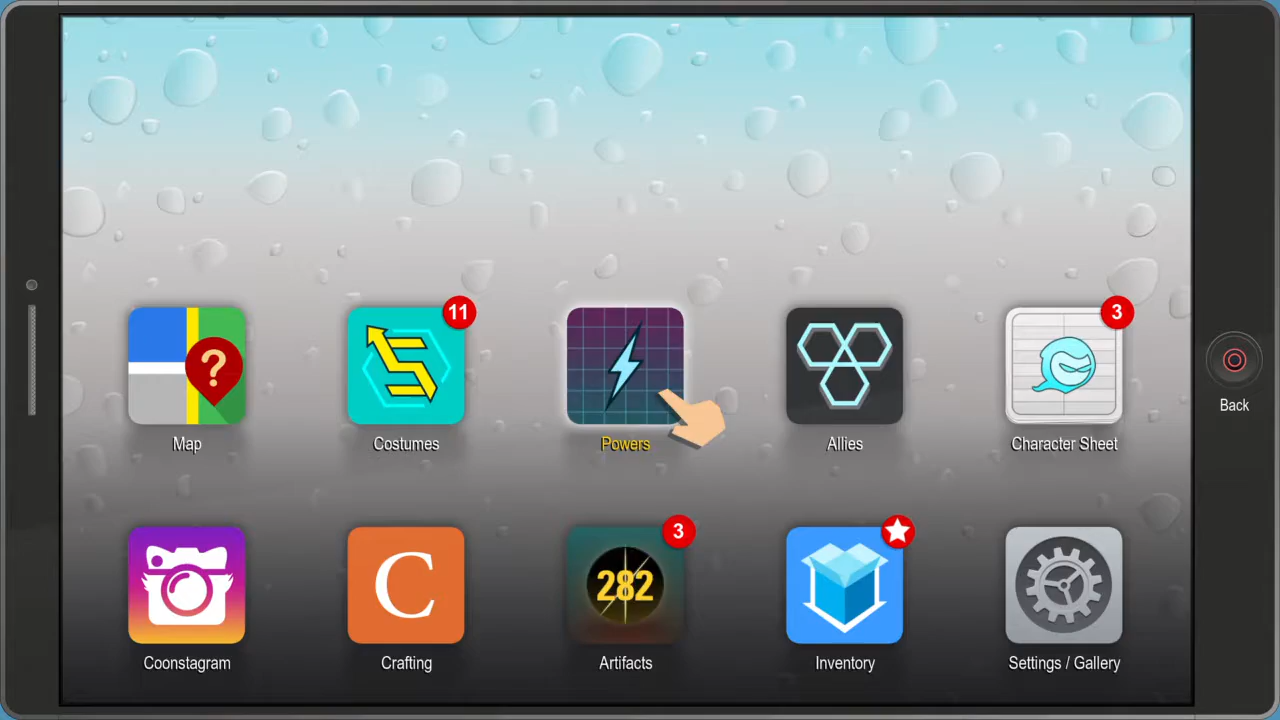 11
3
?
Map
Costumes
Powers
Allies
Character Sheet
Back
3
282
C
Coonstagram
Crafting
Artifacts
Inventory
Settings / Gallery